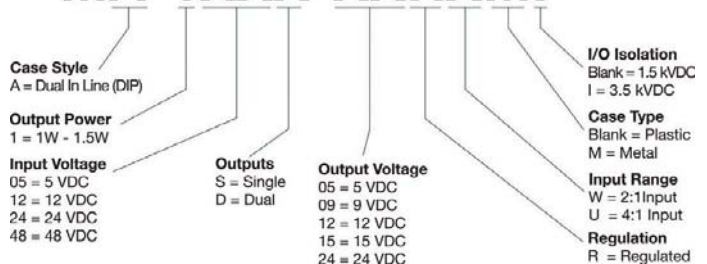 Case Style
A = Dual In Line (DIP)
Output Power
1 = 1W - 1.5W
Input Voltage
05 = 5 VDC
12 = 12 VDC
24 = 24 VDC
48 = 48 VDC
Outputs
S = Single
D = Dual
Output Voltage
05 = 5 VDC
09 = 9 VDC
12 = 12 VDC
15 = 15 VDC
24 = 24 VDC
I/O Isolation
Blank = 1.5 kVDC
I = 3.5 kVDC
Case Type
Blank = Plastic
M = Metal
Input Range
W = 2:1Input
U = 4:1 Input
Regulation
R = Regulated